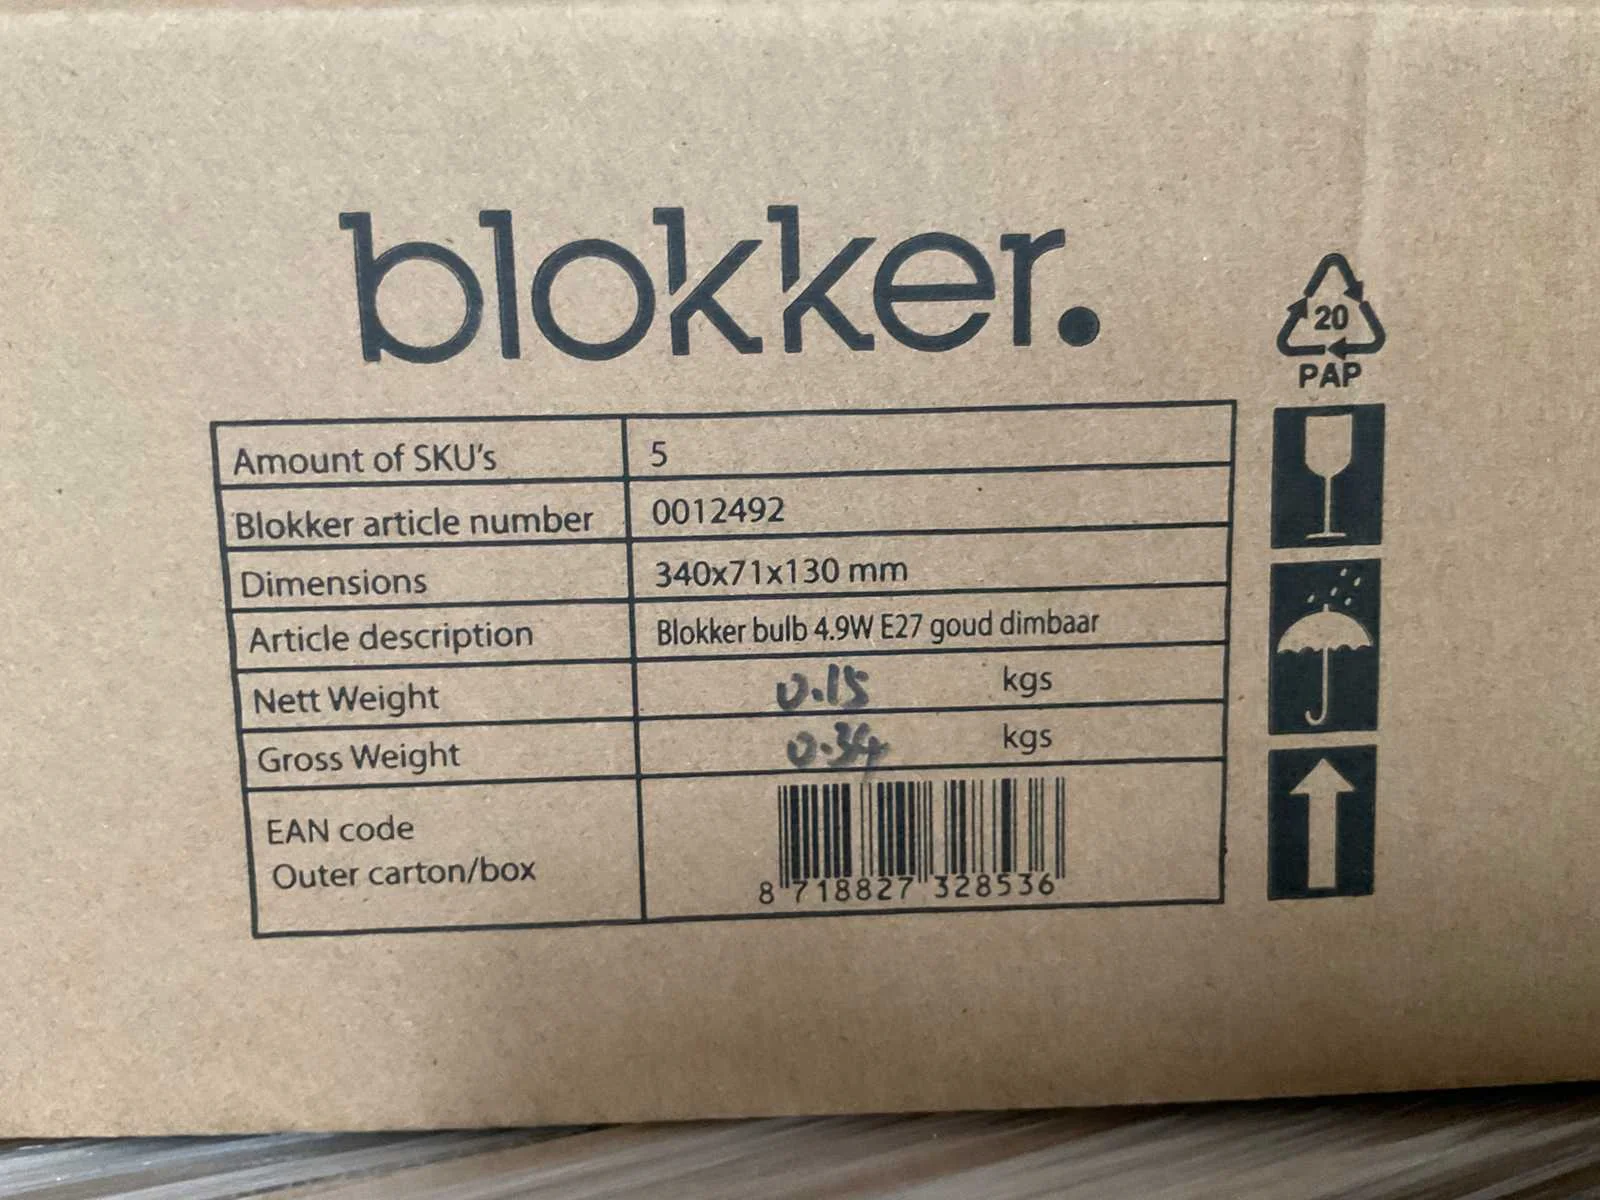 blokker.
20
PAP
Amount of SKU's 5
Blokker article number 0012492
Dimensions 340x71x130 mm
Article description Blokker bulb 4.9W E27 goud dimbaar
Nett Weight 0.15 kgs
Gross Weight 0.34 kgs
EAN code
Outer carton/box
8 718827 328536